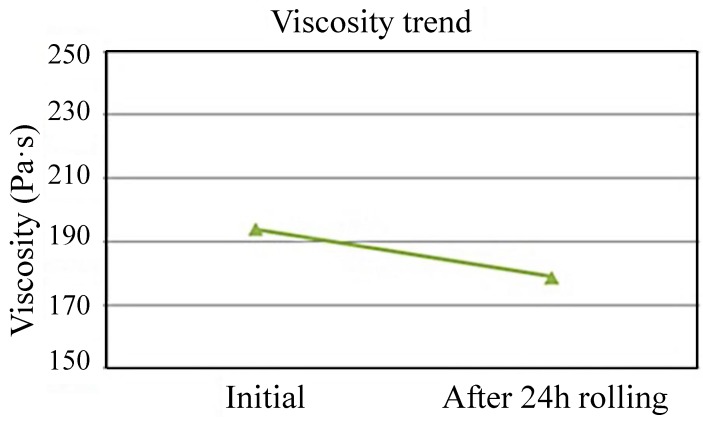 Viscosity trend
250
230
210
190
170
150
Viscosity (Pa·s)
Initial
After 24h rolling